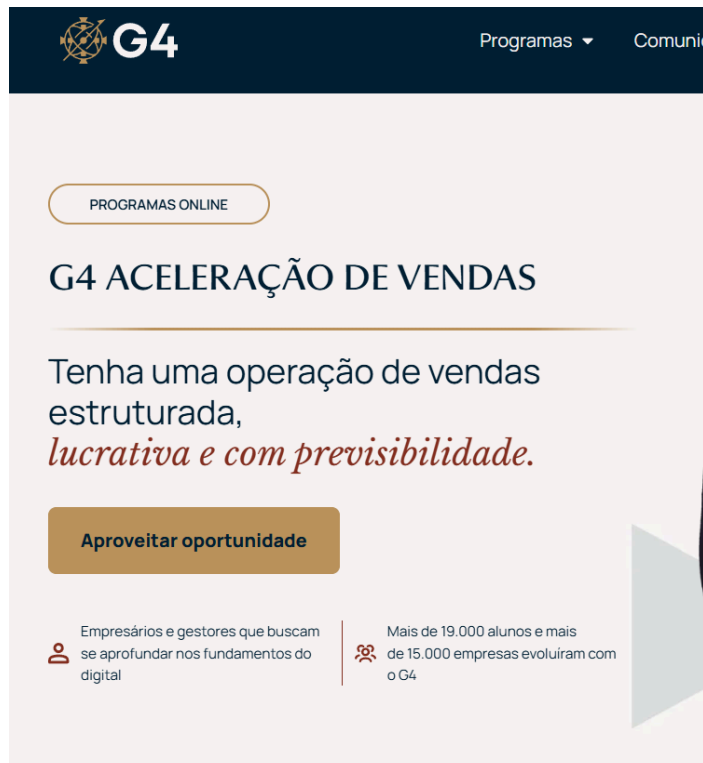 G4
Programas
PROGRAMAS ONLINE
G4 ACELERAÇÃO DE VENDAS
Tenha uma operação de vendas
estruturada,
lucrativa e com previsibilidade.
Aproveitar oportunidade
Empresários e gestores que buscam
se aprofundar nos fundamentos do
digital
Mais de 19.000 alunos e mais
de 15.000 empresas evoluíram com
o G4